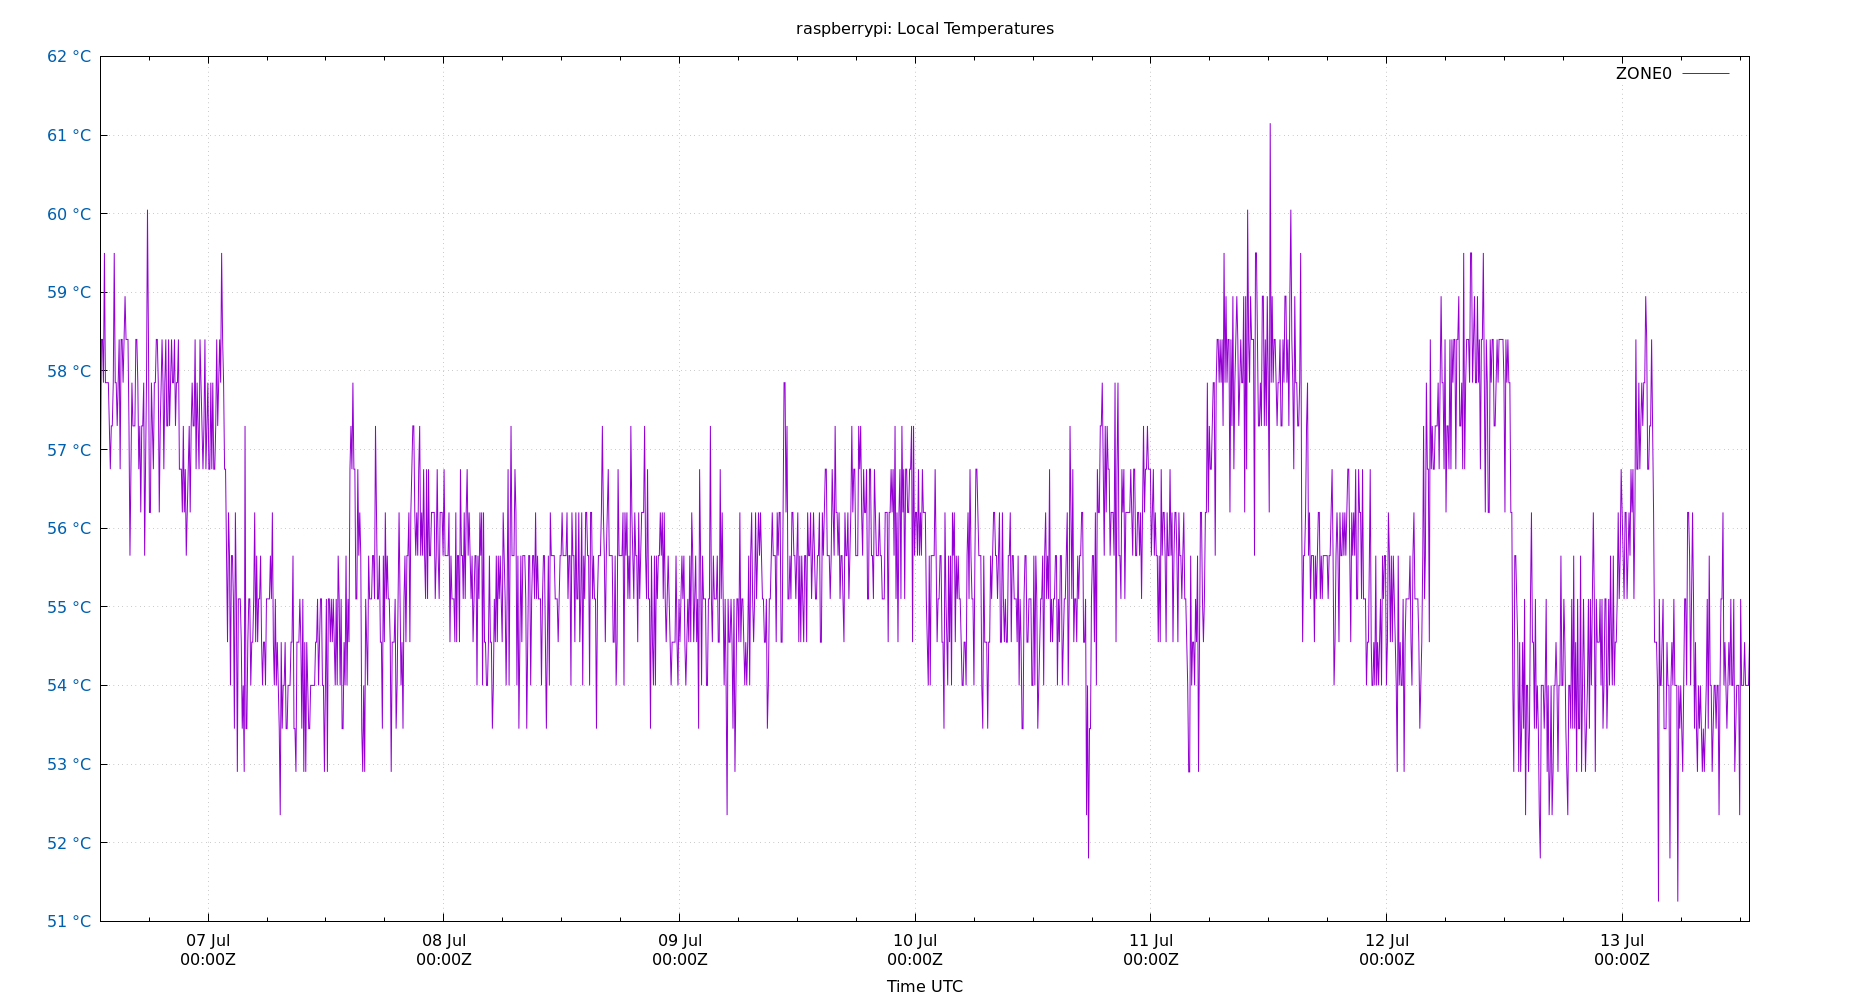 raspberrypi: Local Temperatures
ZONE0
62 °C
61 °C
60 °C
59 °C
58 °C
57 °C
56 °C
55 °C
54 °C
53 °C
52 °C
51 °C
07 Jul 08 Jul 09 Jul 10 Jul 11 Jul 12 Jul 13 Jul
00:00Z 00:00Z 00:00Z 00:00Z 00:00Z 00:00Z 00:00Z
Time UTC